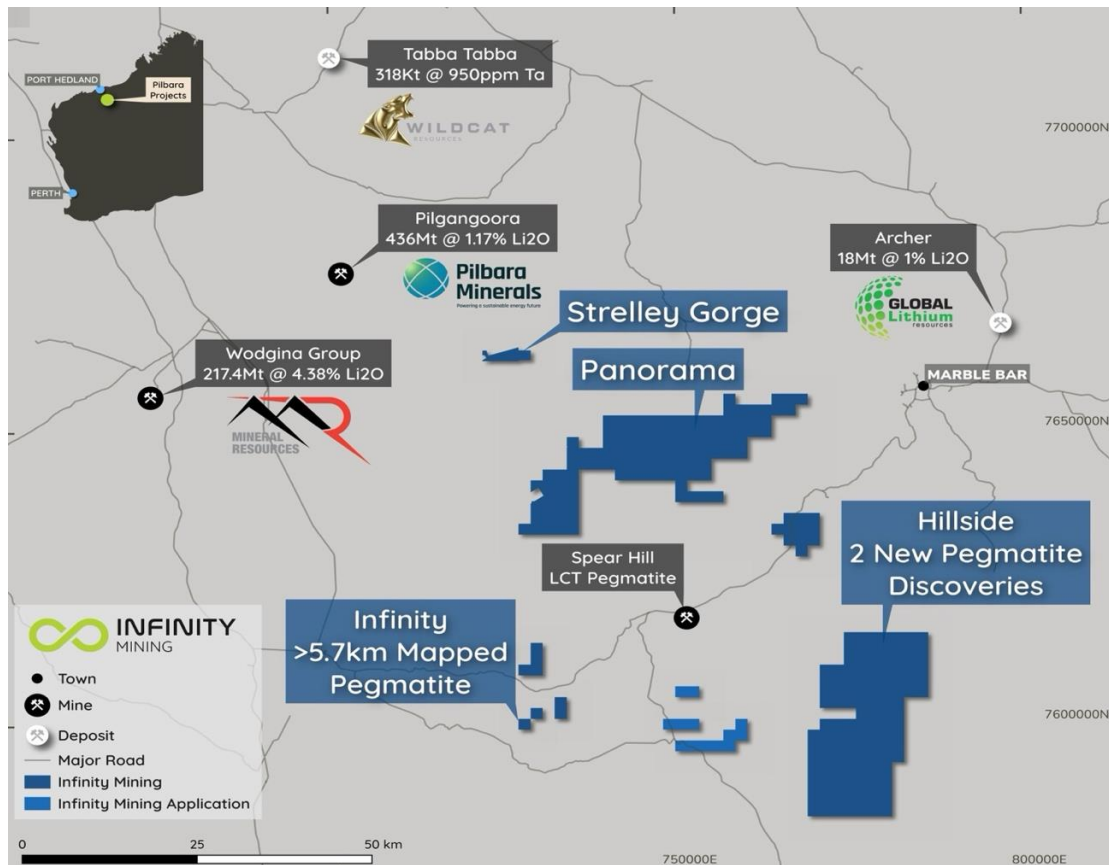 Tabba Tabba
318Kt @ 950ppm Ta
WILDCAT
RESOURCES
PORT HEDLAND
Pilbara
Projects
PERTH
7700000N
Pilgangoora
436Mt @ 1.17% Li2O
Pilbara
Minerals
Powering a sustainable energy future
Archer
18Mt @ 1% Li2O
GLOBAL
Lithium
resources
Strelley Gorge
Wodgina Group
217.4Mt @ 4.38% Li2O
MINERAL
RESOURCES
Panorama
MARBLE BAR
7650000N
Hillside
2 New Pegmatite
Discoveries
Spear Hill
LCT Pegmatite
Infinity
>5.7km Mapped
Pegmatite
INFINITY
MINING
Town
Mine
Deposit
Major Road
Infinity Mining
Infinity Mining Application
7600000N
0 25 50 km
750000E 800000E